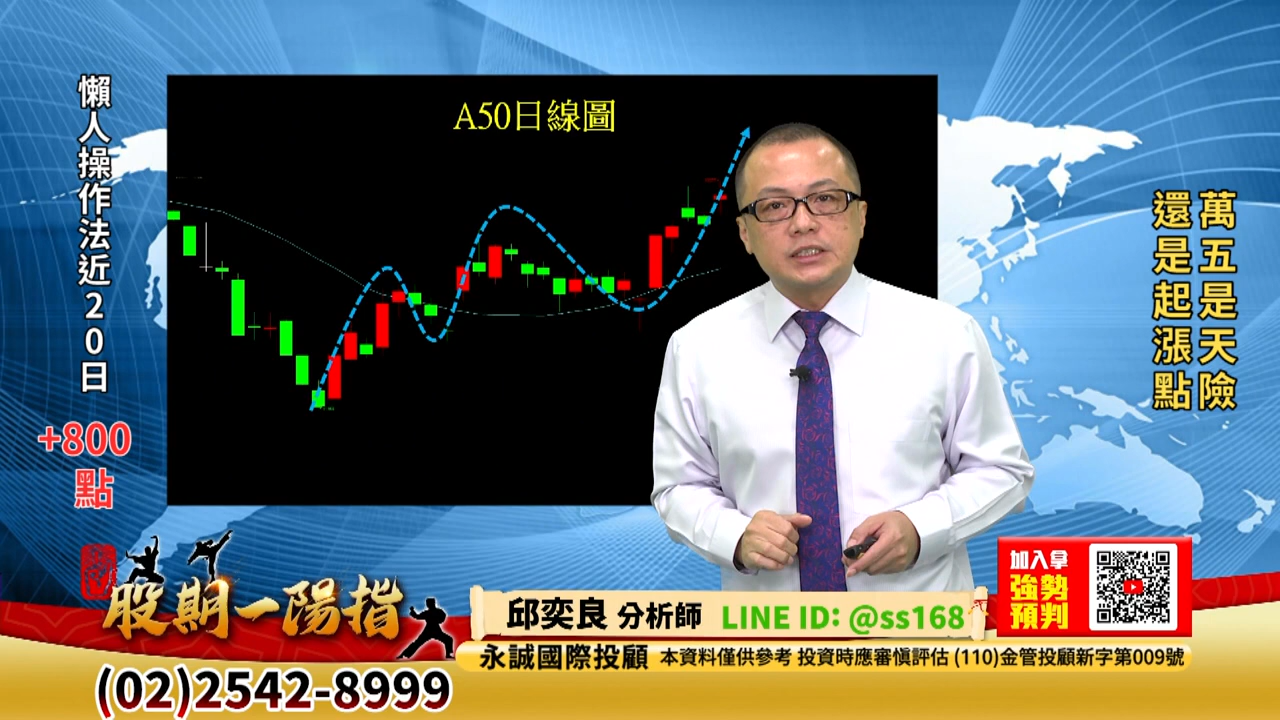 A50日線圖
懶人操作法近20日
+800
點
萬五是天險
還是起漲點
加入拿
強勢
預判
股期一陽指
邱奕良 分析師 LINE ID: @ss168
永誠國際投顧 本資料僅供參考 投資時應審慎評估 (110)金管投顧新字第009號
(02)2542-8999